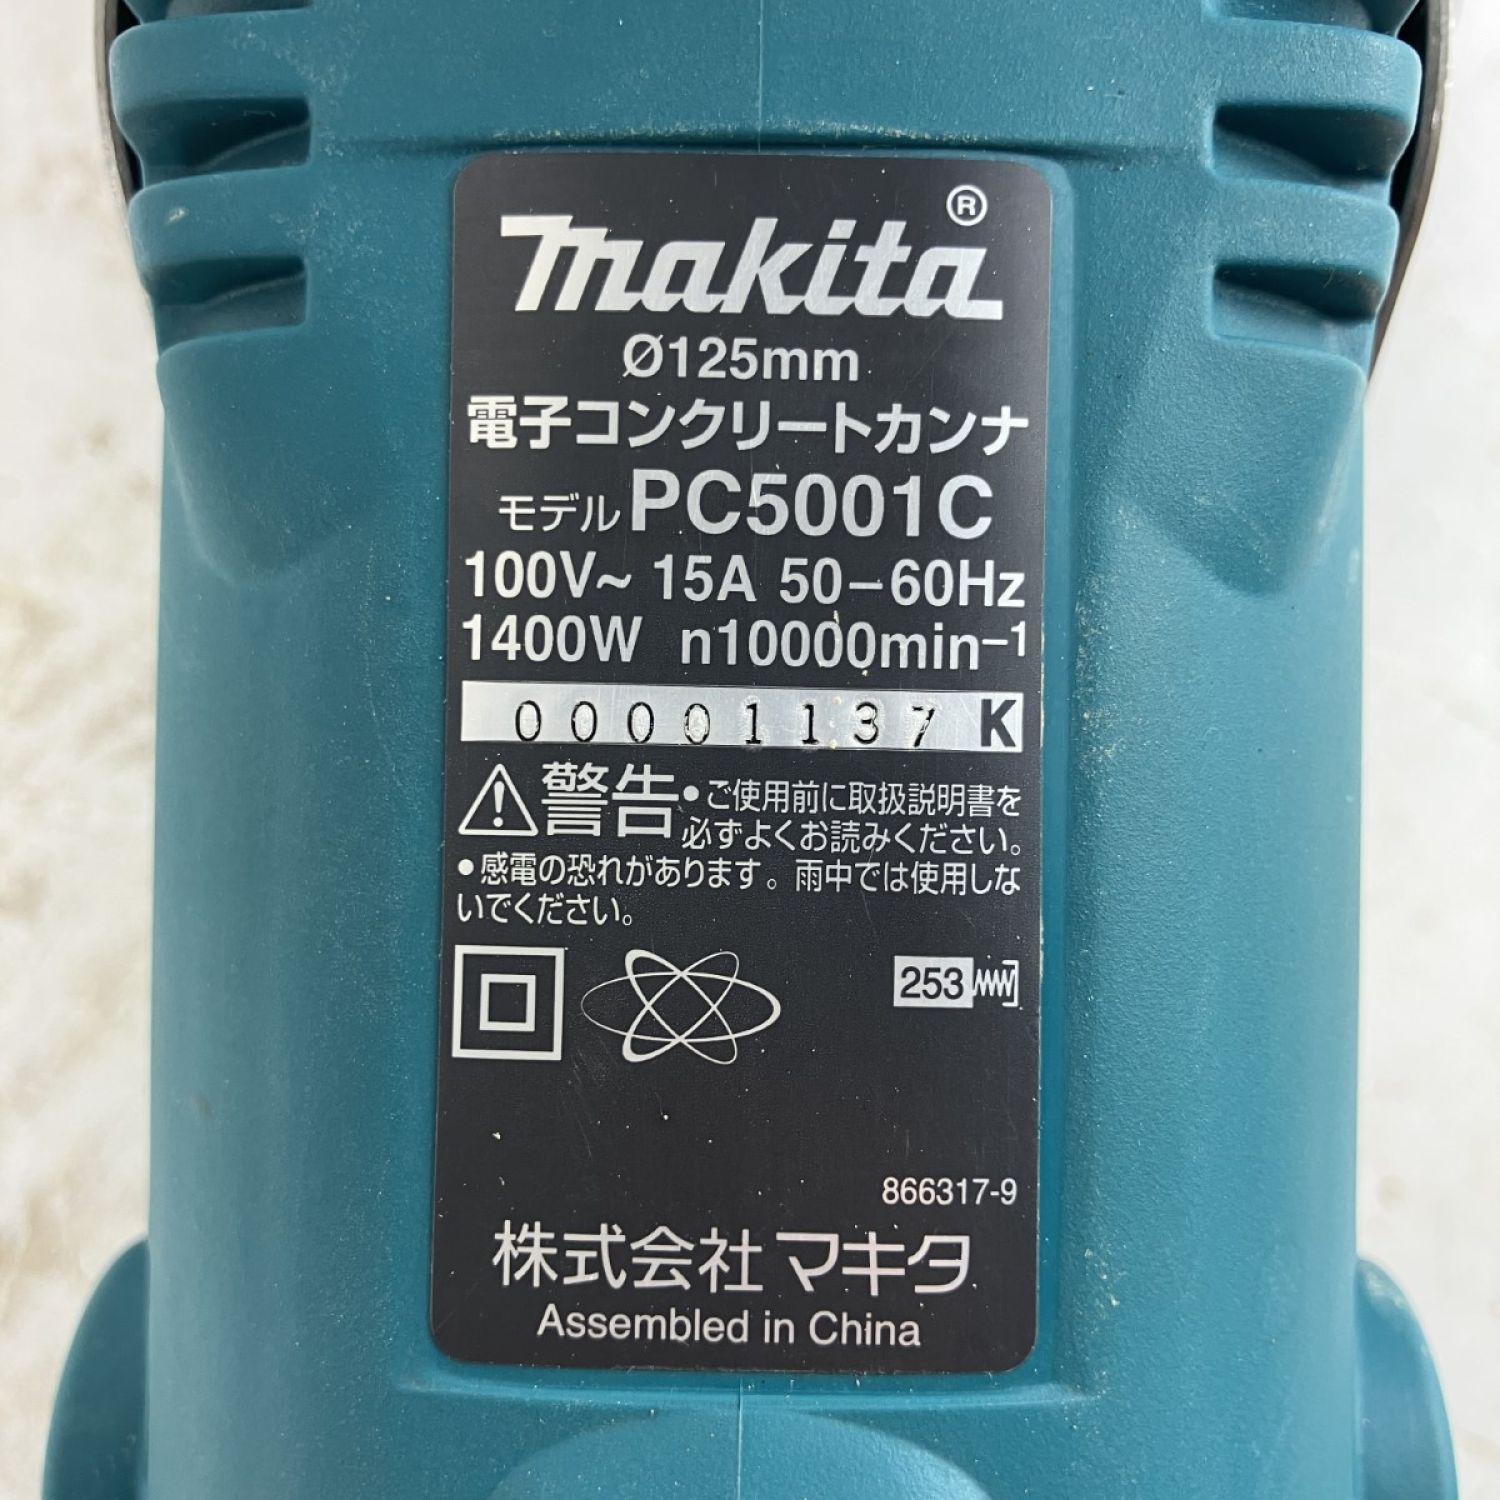 makita®
Ø125mm
電子コンクリートカンナ
モデル PC5001C
100V~ 15A 50-60Hz
1400W n10000min-1
00001137 K
警告 •ご使用前に取扱説明書を
必ずよくお読みください。
•感電の恐れがあります。雨中では使用しな
いでください。
253
866317-9
株式会社マキタ
Assembled in China